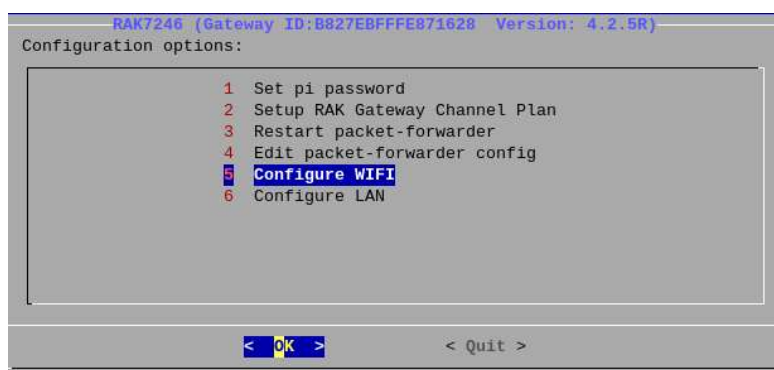 RAK7246 (Gateway ID:B827EBFFFE871628 Version: 4.2.5R)
Configuration options:
1 Set pi password
2 Setup RAK Gateway Channel Plan
3 Restart packet-forwarder
4 Edit packet-forwarder config
5 Configure WIFI
6 Configure LAN
< OK > < Quit >